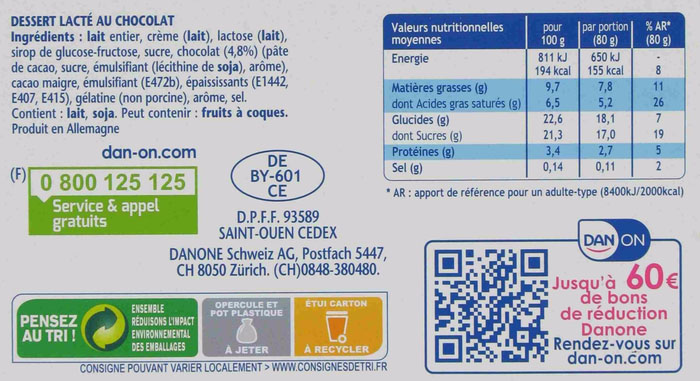 DESSERT LACTÉ AU CHOCOLAT
Ingrédients : lait entier, crème (lait), lactose (lait),
sirop de glucose-fructose, sucre, chocolat (4,8%) (pâte
de cacao, sucre, émulsifiant (lécithine de soja), arôme),
cacao maigre, émulsifiant (E472b), épaississants (E1442,
E407, E415), gélatine (non porcine), arôme, sel.
Contient : lait, soja. Peut contenir : fruits à coques.
Produit en Allemagne
dan-on.com
(F) 0 800 125 125
Service & appel
gratuits
DE
BY-601
CE
D.P.F.F. 93589
SAINT-OUEN CEDEX
DANONE Schweiz AG, Postfach 5447,
CH 8050 Zürich. (CH)0848-380480.
PENSEZ
AU TRI !
ENSEMBLE
RÉDUISONS L'IMPACT
ENVIRONNEMENTAL
DES EMBALLAGES
OPERCULE ET
POT PLASTIQUE
À JETER
ÉTUI CARTON
À RECYCLER
CONSIGNE POUVANT VARIER LOCALEMENT > WWW.CONSIGNESDETRI.FR
Valeurs nutritionnelles moyennes pour 100 g par portion (80 g) % AR* (80 g)
Energie 811 kJ 650 kJ -
194 kcal 155 kcal 8
Matières grasses (g) 9,7 7,8 11
dont Acides gras saturés (g) 6,5 5,2 26
Glucides (g) 22,6 18,1 7
dont Sucres (g) 21,3 17,0 19
Protéines (g) 3,4 2,7 5
Sel (g) 0,14 0,11 2
* AR : apport de référence pour un adulte-type (8400kJ/2000kcal)
DAN ON
Jusqu'à 60€
de bons
de réduction
Danone
Rendez-vous sur
dan-on.com